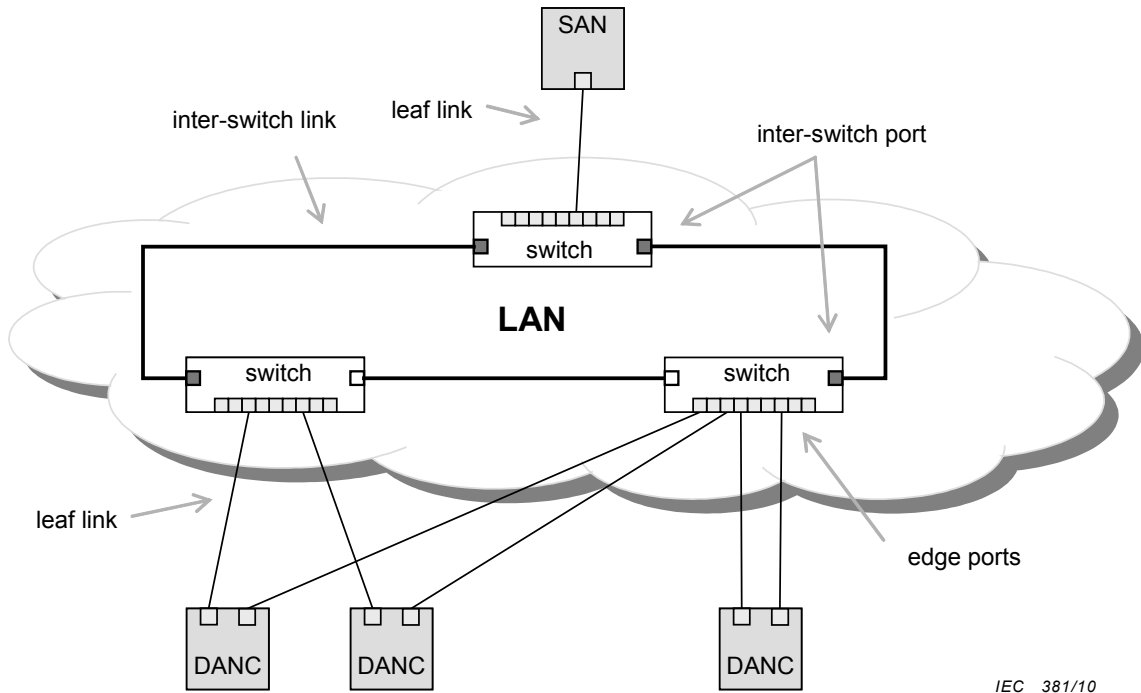 SAN
leaf link
inter-switch link
inter-switch port
switch
LAN
switch
switch
leaf link
edge ports
DANC
DANC
DANC
IEC 381/10